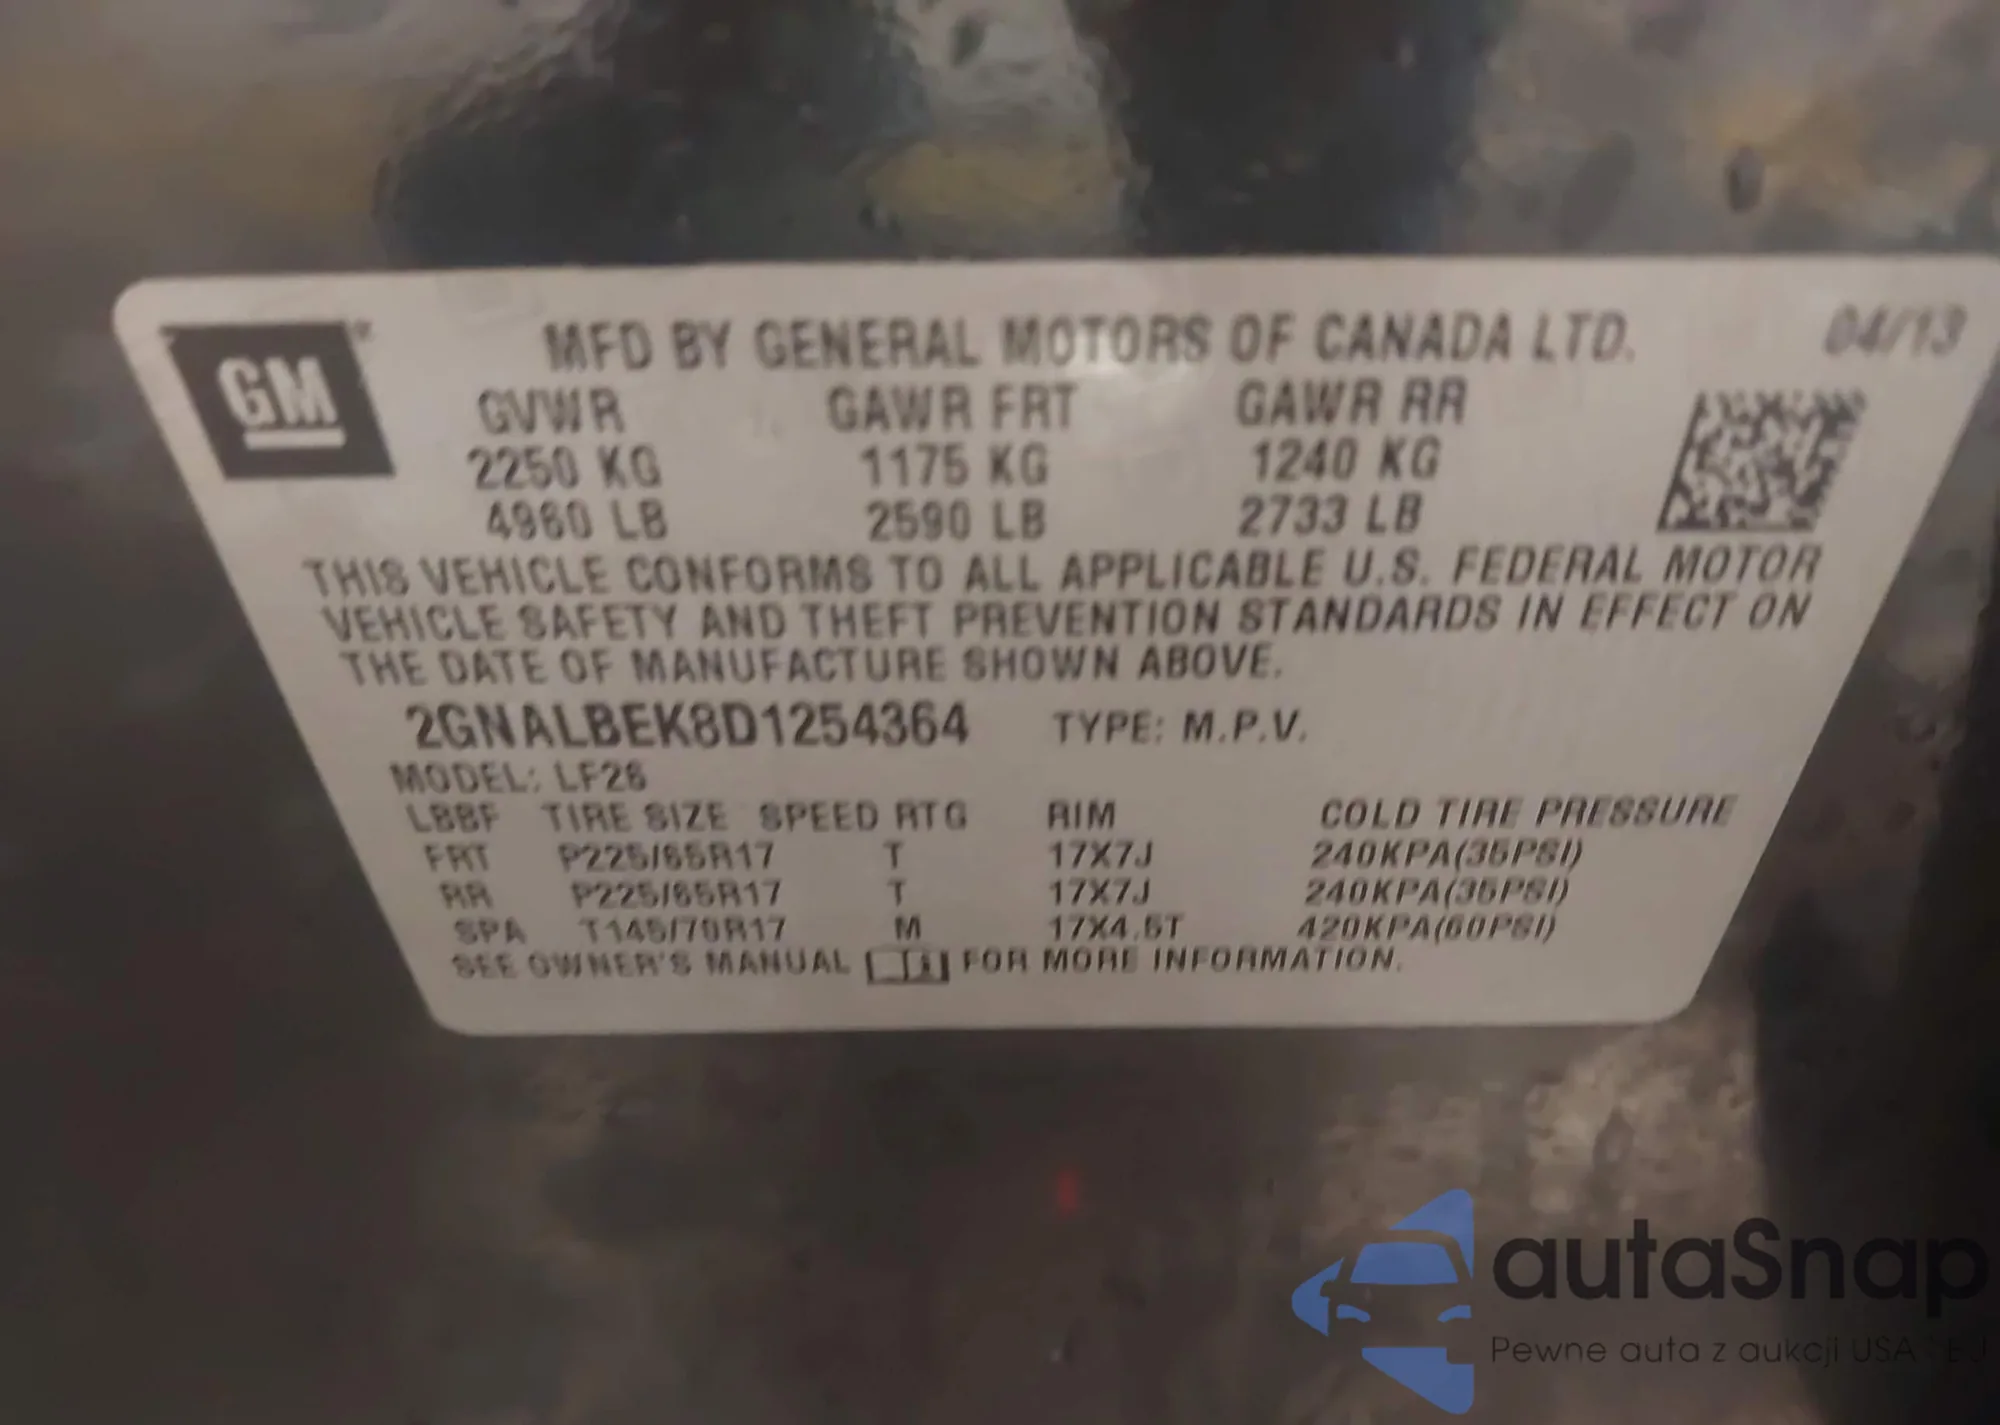 GM
MFD BY GENERAL MOTORS OF CANADA LTD. 04/13
GVWR GAWR FRT GAWR RR
2250 KG 1175 KG 1240 KG
4960 LB 2590 LB 2733 LB
THIS VEHICLE CONFORMS TO ALL APPLICABLE U.S. FEDERAL MOTOR
VEHICLE SAFETY AND THEFT PREVENTION STANDARDS IN EFFECT ON
THE DATE OF MANUFACTURE SHOWN ABOVE.
2GNALBEK8D1254364 TYPE: M.P.V.
MODEL: LF26
LBBF TIRE SIZE SPEED RTG RIM COLD TIRE PRESSURE
FRT P225/65R17 T 17X7J 240KPA(35PSI)
RR P225/65R17 T 17X7J 240KPA(35PSI)
SPA T145/70R17 M 17X4.5T 420KPA(60PSI)
SEE OWNER'S MANUAL FOR MORE INFORMATION.
autaSnap
Pewne auta z aukcji USA